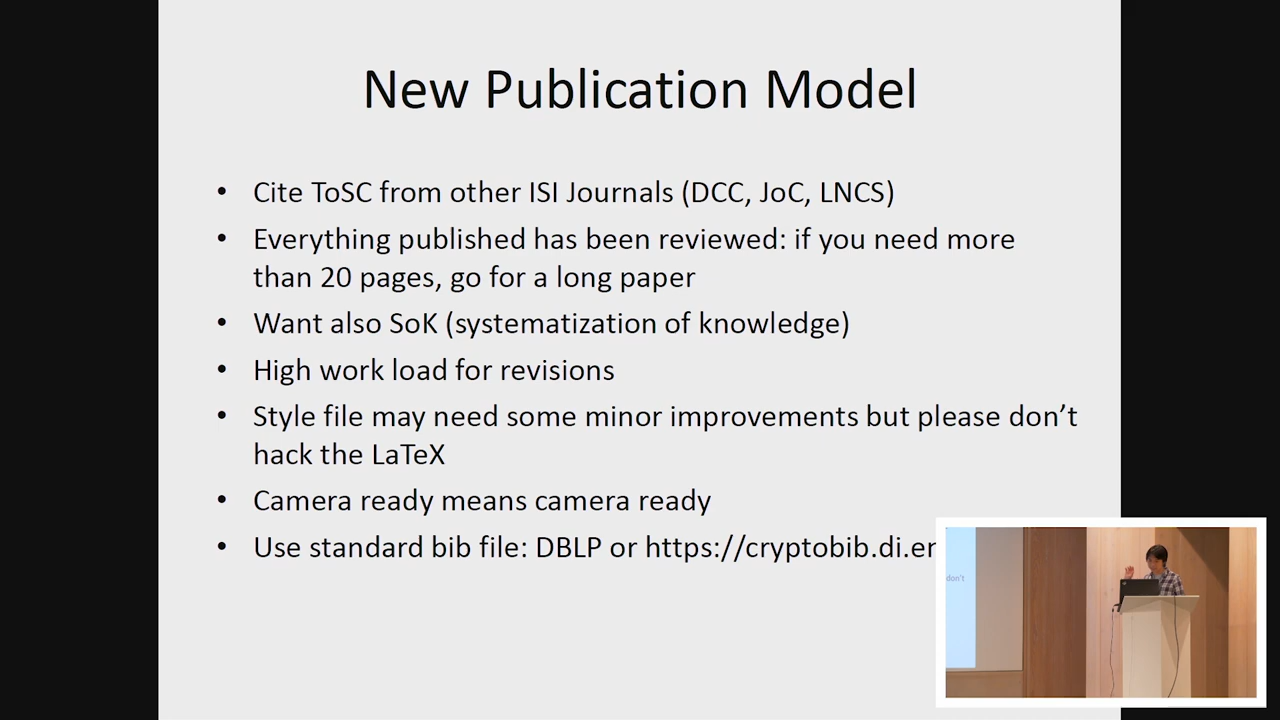 New Publication Model
• Cite ToSC from other ISI Journals (DCC, JoC, LNCS)
• Everything published has been reviewed: if you need more
than 20 pages, go for a long paper
• Want also SoK (systematization of knowledge)
• High work load for revisions
• Style file may need some minor improvements but please don’t
hack the LaTeX
• Camera ready means camera ready
• Use standard bib file: DBLP or https://cryptobib.di.en
don't